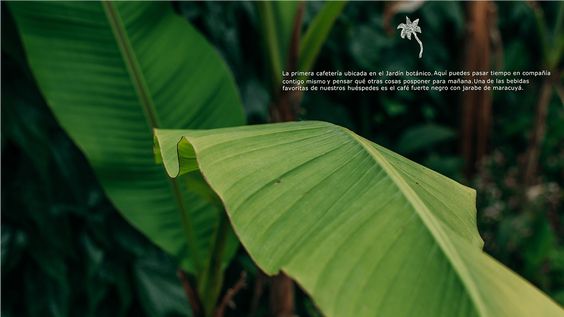 La primera cafetería ubicada en el Jardín botánico. Aquí puedes pasar tiempo en compañía
contigo mismo y pensar qué otras cosas posponer para mañana.Una de las bebidas
favoritas de nuestros huéspedes es el café fuerte negro con jarabe de maracuyá.